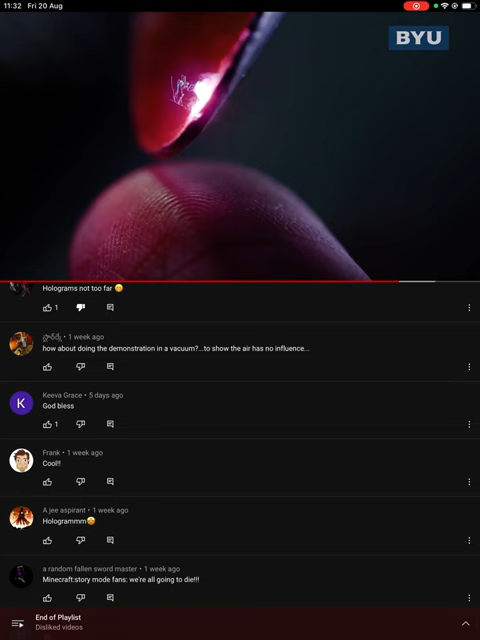 11:32 Fri 20 Aug
BYU
Holograms not too far 🤗
1
• 1 week ago
how about doing the demonstration in a vacuum?...to show the air has no influence...
K
Keeva Grace • 5 days ago
God bless
1
Frank • 1 week ago
Cool!!
A jee aspirant • 1 week ago
Hologrammm🤩
a random fallen sword master • 1 week ago
Minecraft:story mode fans: we're all going to die!!!
End of Playlist
Disliked videos